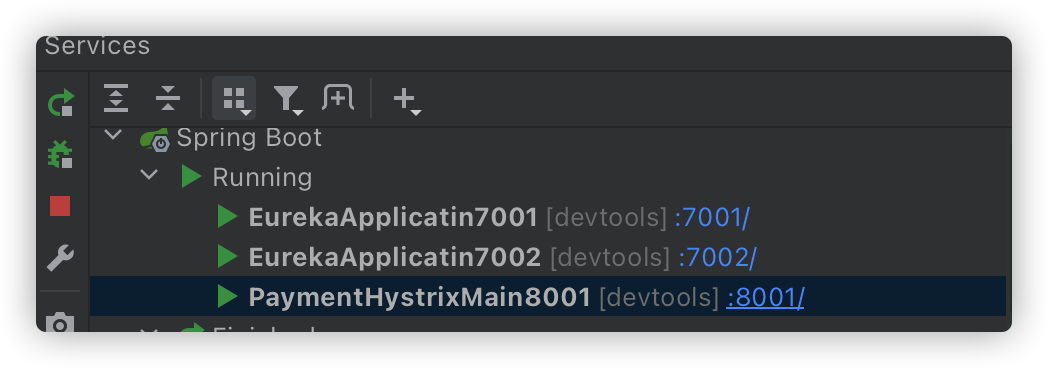 Services
Spring Boot
Running
EurekaApplicatin7001 [devtools] :7001/
EurekaApplicatin7002 [devtools] :7002/
PaymentHystrixMain8001 [devtools] :8001/